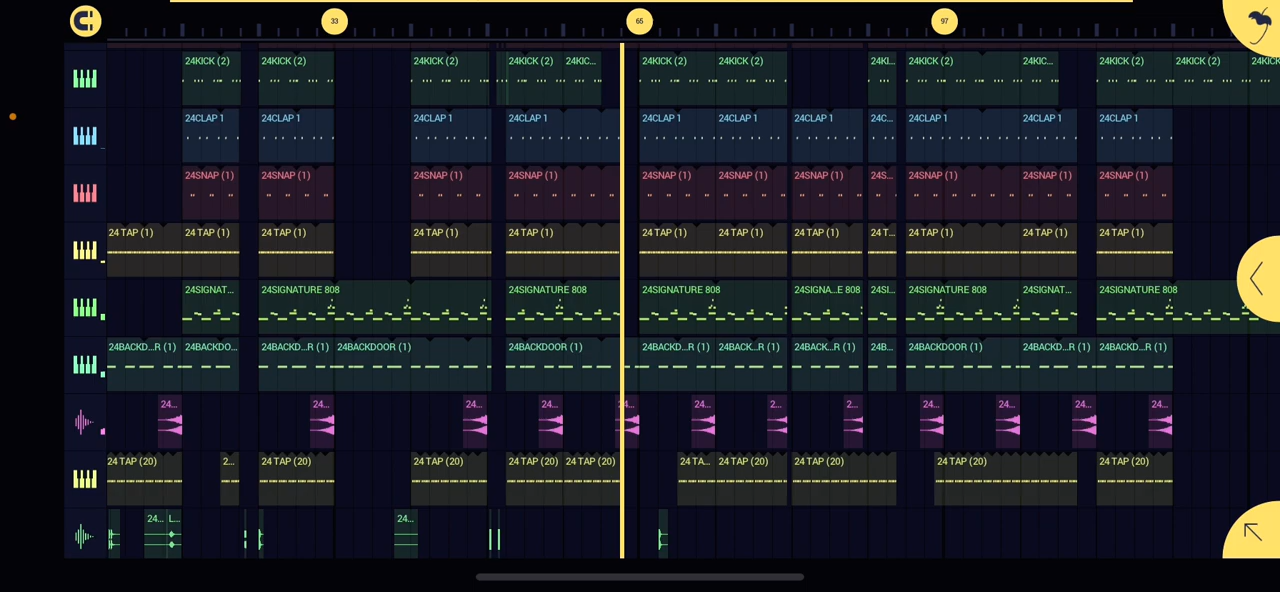 33 65 97
24KICK (2) 24KICK (2) 24KICK (2) 24KICK (2) 24KIC... 24KICK (2) 24KICK (2) 24KI... 24KICK (2) 24KIC... 24KICK (2) 24KICK (2) 24KICK
24CLAP 1 24CLAP 1 24CLAP 1 24CLAP 1 24CLAP 1 24CLAP 1 24CLAP 1 24C... 24CLAP 1 24CLAP 1 24CLAP 1
24SNAP (1) 24SNAP (1) 24SNAP (1) 24SNAP (1) 24SNAP (1) 24SNAP (1) 24SNAP (1) 24S... 24SNAP (1) 24SNAP (1) 24SNAP (1)
24 TAP (1) 24 TAP (1) 24 TAP (1) 24 TAP (1) 24 TAP (1) 24 TAP (1) 24 TAP (1) 24 TAP (1) 24 T... 24 TAP (1) 24 TAP (1) 24 TAP (1)
24SIGNAT... 24SIGNATURE 808 24SIGNATURE 808 24SIGNATURE 808 24SIGNA...E 808 24SI... 24SIGNATURE 808 24SIGNAT... 24SIGNATURE 808
24BACKD...R (1) 24BACKDO... 24BACKD...R (1) 24BACKDOOR (1) 24BACKDOOR (1) 24BACKD...R (1) 24BACK...R (1) 24BACK...R (1) 24B... 24BACKDOOR (1) 24BACKD...R (1) 24BACKD...R (1)
24... 24... 24... 24... 24... 24... 2... 2... 24... 24... 24... 24...
24 TAP (20) 2... 24 TAP (20) 24 TAP (20) 24 TAP (20) 24 TAP (20) 24 TA... 24 TAP (20) 24 TAP (20) 24 TAP (20) 24 TAP (20)
24... L... 24...